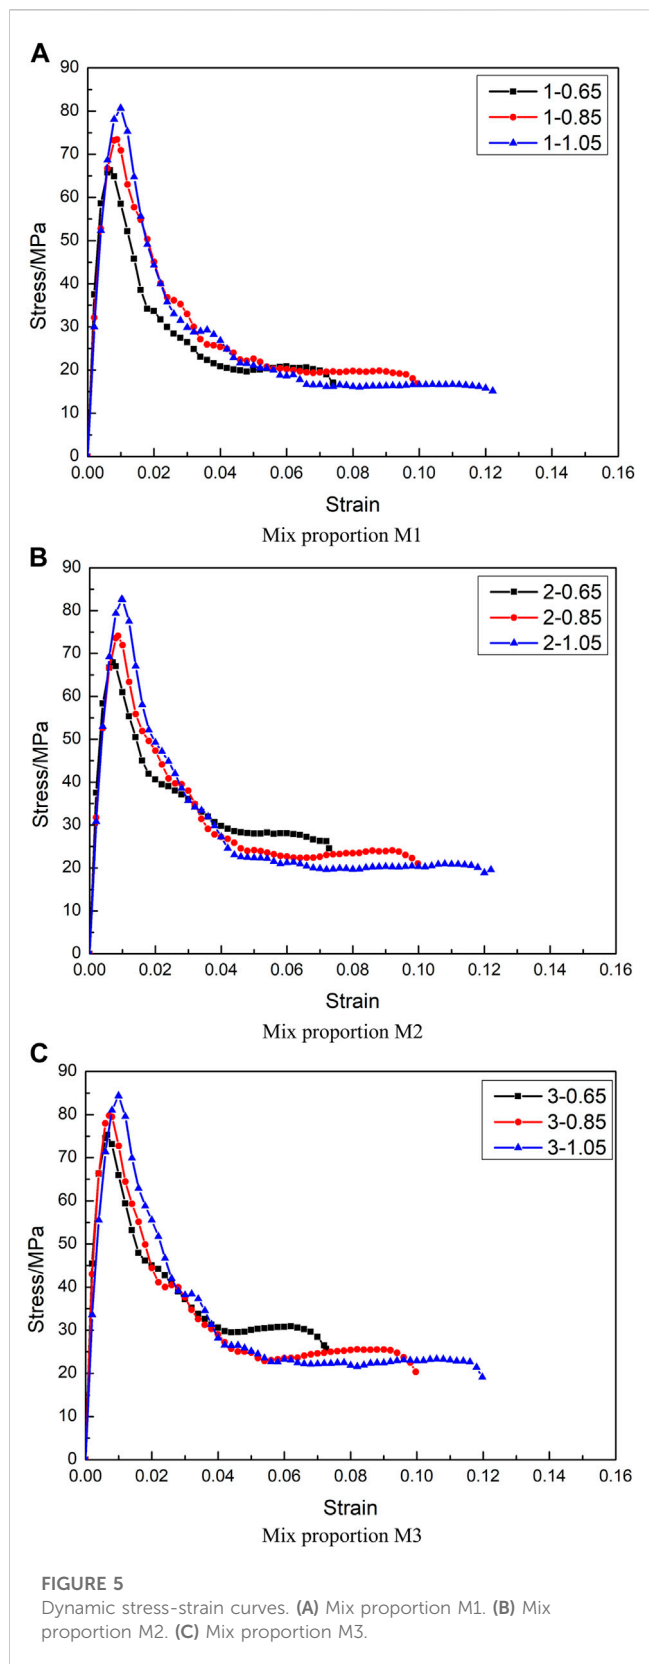 A
90
80
70
60
50
40
30
20
10
0
Stress/MPa
1-0.65
1-0.85
1-1.05
0.00 0.02 0.04 0.06 0.08 0.10 0.12 0.14 0.16
Strain
Mix proportion M1
B
90
80
70
60
50
40
30
20
10
0
Stress/MPa
2-0.65
2-0.85
2-1.05
0.00 0.02 0.04 0.06 0.08 0.10 0.12 0.14 0.16
Strain
Mix proportion M2
C
90
80
70
60
50
40
30
20
10
0
Stress/MPa
3-0.65
3-0.85
3-1.05
0.00 0.02 0.04 0.06 0.08 0.10 0.12 0.14 0.16
Strain
Mix proportion M3
FIGURE 5
Dynamic stress-strain curves. (A) Mix proportion M1. (B) Mix
proportion M2. (C) Mix proportion M3.